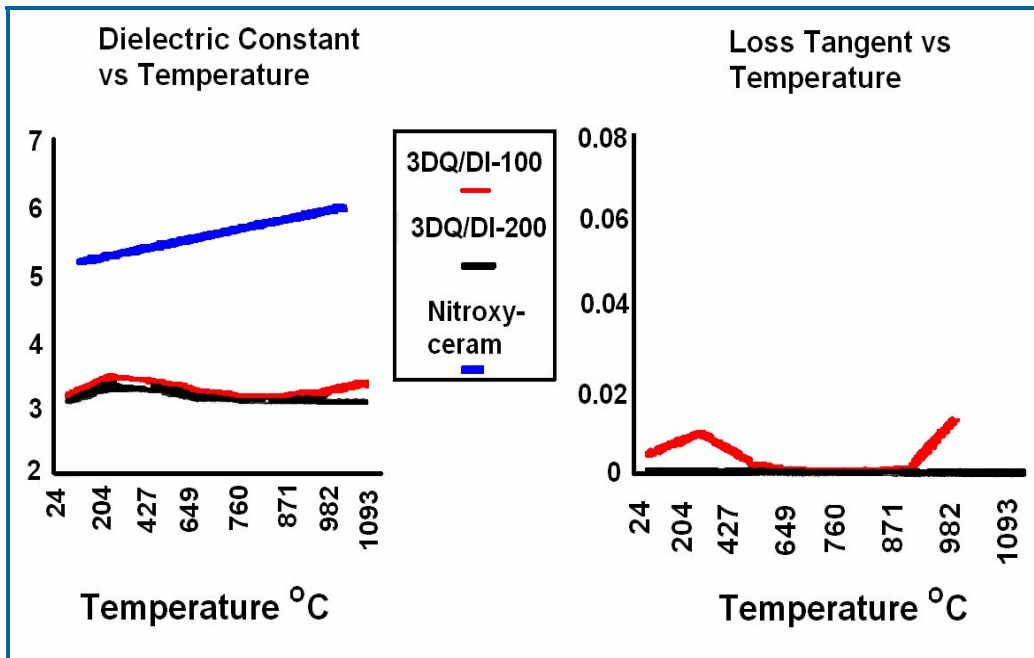 Dielectric Constant
vs Temperature
7
6
5
4
3
2
24
204
427
649
760
871
982
1093
Temperature °C
3DQ/DI-100
3DQ/DI-200
Nitroxy-
ceram
Loss Tangent vs
Temperature
0.08
0.06
0.04
0.02
0
24
204
427
649
760
871
982
1093
Temperature °C